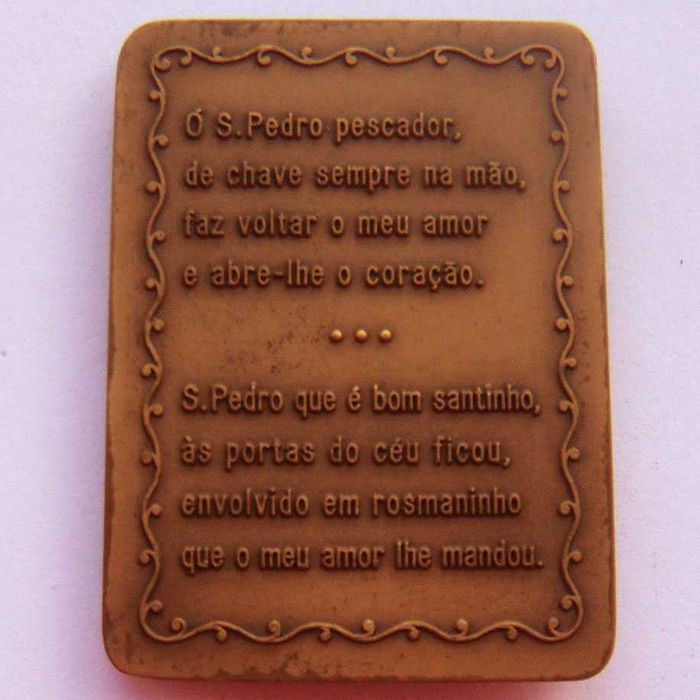 Ó S.Pedro pescador,
de chave sempre na mão,
faz voltar o meu amor
e abre-lhe o coração.
•••
S.Pedro que é bom santinho,
às portas do céu ficou,
envolvido em rosmaninho
que o meu amor lhe mandou.